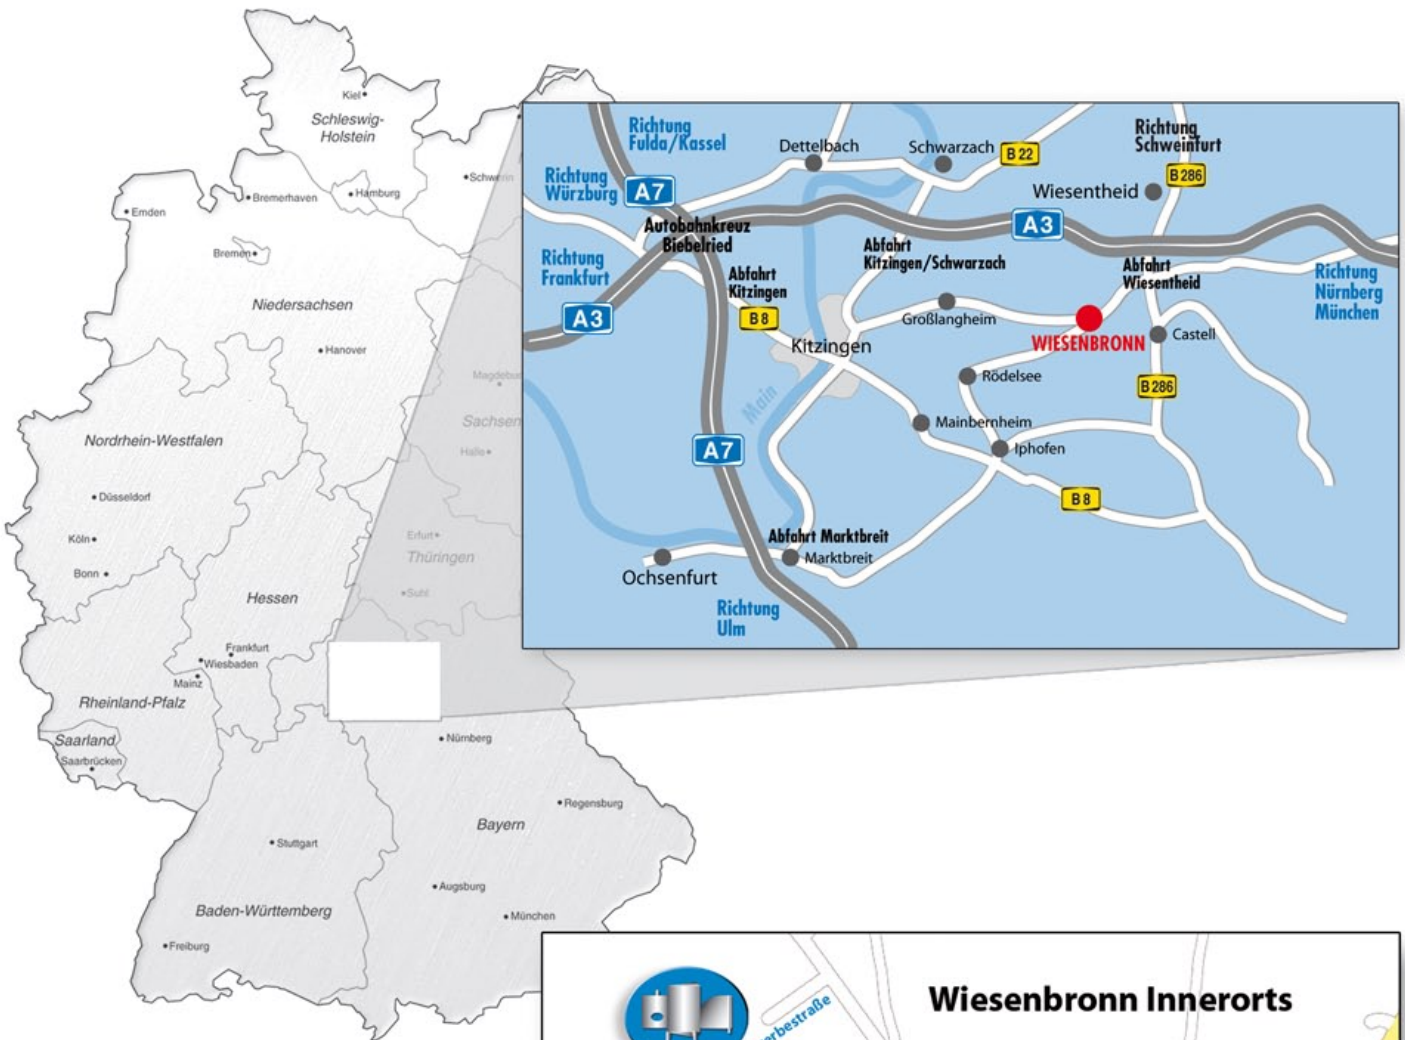 Kiel
Schleswig-
Holstein
Schwerin
Hamburg
Bremerhaven
Emden
Bremen
Niedersachsen
Hanover
Sachsen
Halle
Nordrhein-Westfalen
Düsseldorf
Köln
Bonn
Erfurt
Thüringen
Suhl
Hessen
Frankfurt
Wiesbaden
Mainz
Rheinland-Pfalz
Saarland
Saarbrücken
Nürnberg
Regensburg
Bayern
Stuttgart
Augsburg
Baden-Württemberg
München
Freiburg
Richtung
Fulda/Kassel
Richtung
Würzburg
A7
Dettelbach
Schwarzach
B 22
Richtung
Schweinfurt
B 286
Wiesentheid
A3
Autobahnkreuz
Biebelried
Richtung
Frankfurt
A3
Abfahrt
Kitzingen
B 8
Abfahrt
Kitzingen/Schwarzach
Abfahrt
Wiesentheid
Richtung
Nürnberg
München
Großlangheim
WIESENBRONN
Castell
Kitzingen
Rödelsee
B 286
Main
Mainbernheim
Iphofen
A7
B 8
Abfahrt Marktbreit
Marktbreit
Ochsenfurt
Richtung
Ulm
Wiesenbronn Innerorts